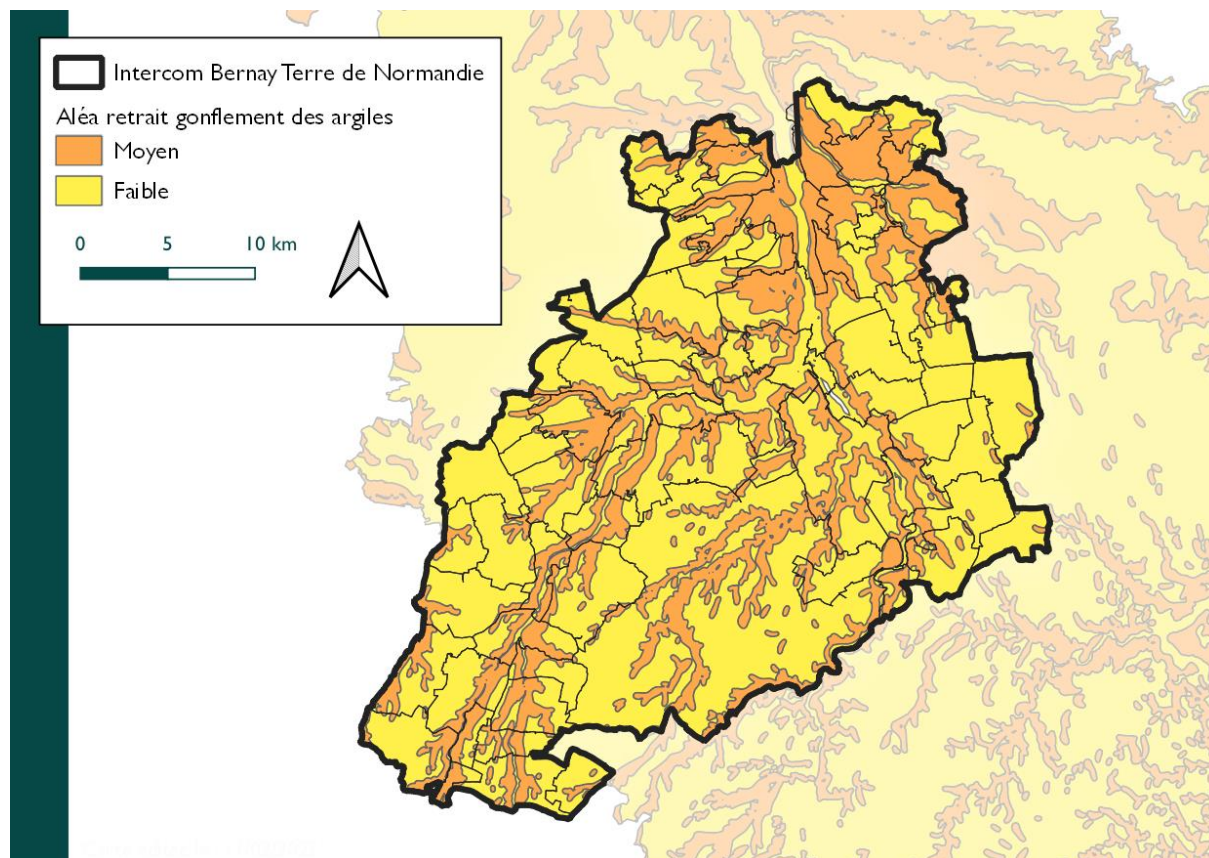 Intercom Bernay Terre de Normandie
Aléa retrait gonflement des argiles
Moyen
Faible
0 5 10 km